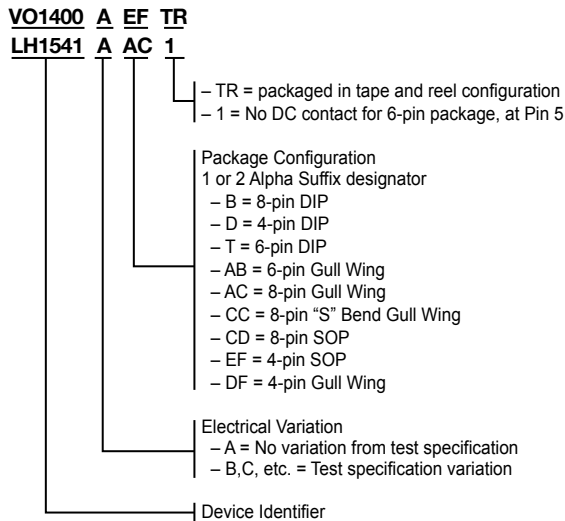 VO1400 A EF TR
LH1541 A AC 1
– TR = packaged in tape and reel configuration
– 1 = No DC contact for 6-pin package, at Pin 5
Package Configuration
1 or 2 Alpha Suffix designator
– B = 8-pin DIP
– D = 4-pin DIP
– T = 6-pin DIP
– AB = 6-pin Gull Wing
– AC = 8-pin Gull Wing
– CC = 8-pin “S” Bend Gull Wing
– CD = 8-pin SOP
– EF = 4-pin SOP
– DF = 4-pin Gull Wing
Electrical Variation
– A = No variation from test specification
– B,C, etc. = Test specification variation
Device Identifier